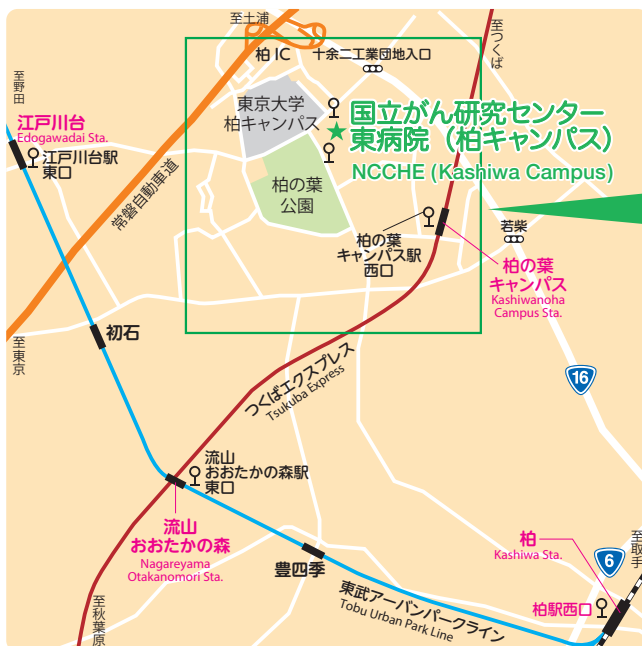 至土浦
柏IC
十余二工業団地入口
至つくば
至野田
江戸川台
Edogawadai Sta.
江戸川台駅
東口
東京大学
柏キャンパス
国立がん研究センター
東病院（柏キャンパス）
NCCHE (Kashiwa Campus)
常磐自動車道
柏の葉
公園
柏の葉
キャンパス駅
西口
若柴
柏の葉
キャンパス
Kashiwanoha
Campus Sta.
至東京
初石
つくばエクスプレス
Tsukuba Express
16
流山
おおたかの森駅
東口
流山
おおたかの森
Nagareyama
Otakanomori Sta.
豊四季
柏
Kashiwa Sta.
6
至取手
至秋葉原
東武アーバンパークライン
Tobu Urban Park Line
柏駅西口